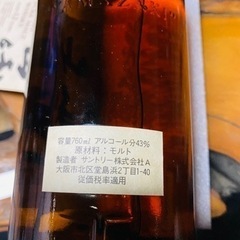 容量760㎖ アルコール分43%
原材料:モルト
製造者 サントリー株式会社A
大阪市北区堂島浜2丁目1-40
従価税率適用